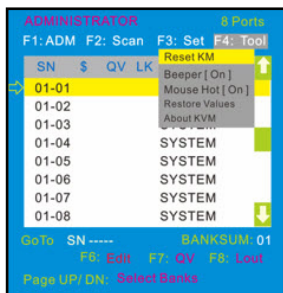 ADMINISTRATOR 8 Ports
F1: ADM F2: Scan F3: Set F4: Tool
SN $ QV LK
Reset KM
Beeper [ On ]
Mouse Hot [ On ]
Restore Values
About KVM
01-01
01-02
01-03
01-04 SYSTEM
01-05 SYSTEM
01-06 SYSTEM
01-07 SYSTEM
01-08 SYSTEM
GoTo SN ----- BANKSUM: 01
F6: Edit F7: QV F8: Lout
Page UP/ DN: Select Banks